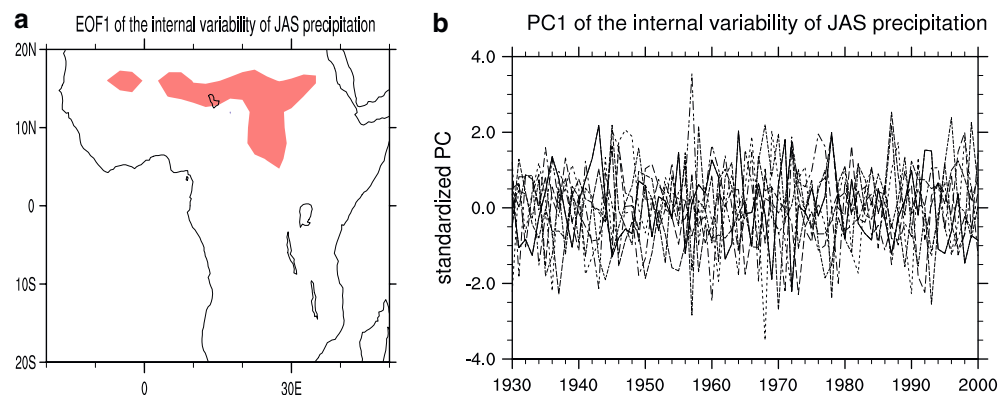 a
EOF1 of the internal variability of JAS precipitation
20N
10N
0
10S
20S
0
30E
b
PC1 of the internal variability of JAS precipitation
standardized PC
4.0
2.0
0.0
-2.0
-4.0
1930
1940
1950
1960
1970
1980
1990
2000